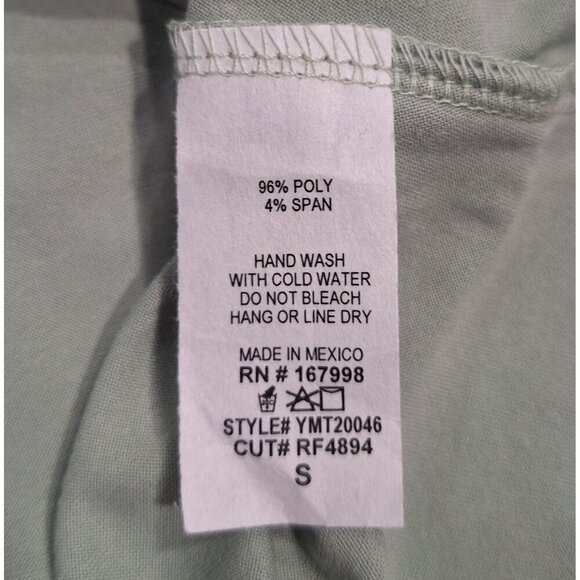 96% POLY
4% SPAN
HAND WASH
WITH COLD WATER
DO NOT BLEACH
HANG OR LINE DRY
MADE IN MEXICO
RN # 167998
STYLE# YMT20046
CUT# RF4894
S